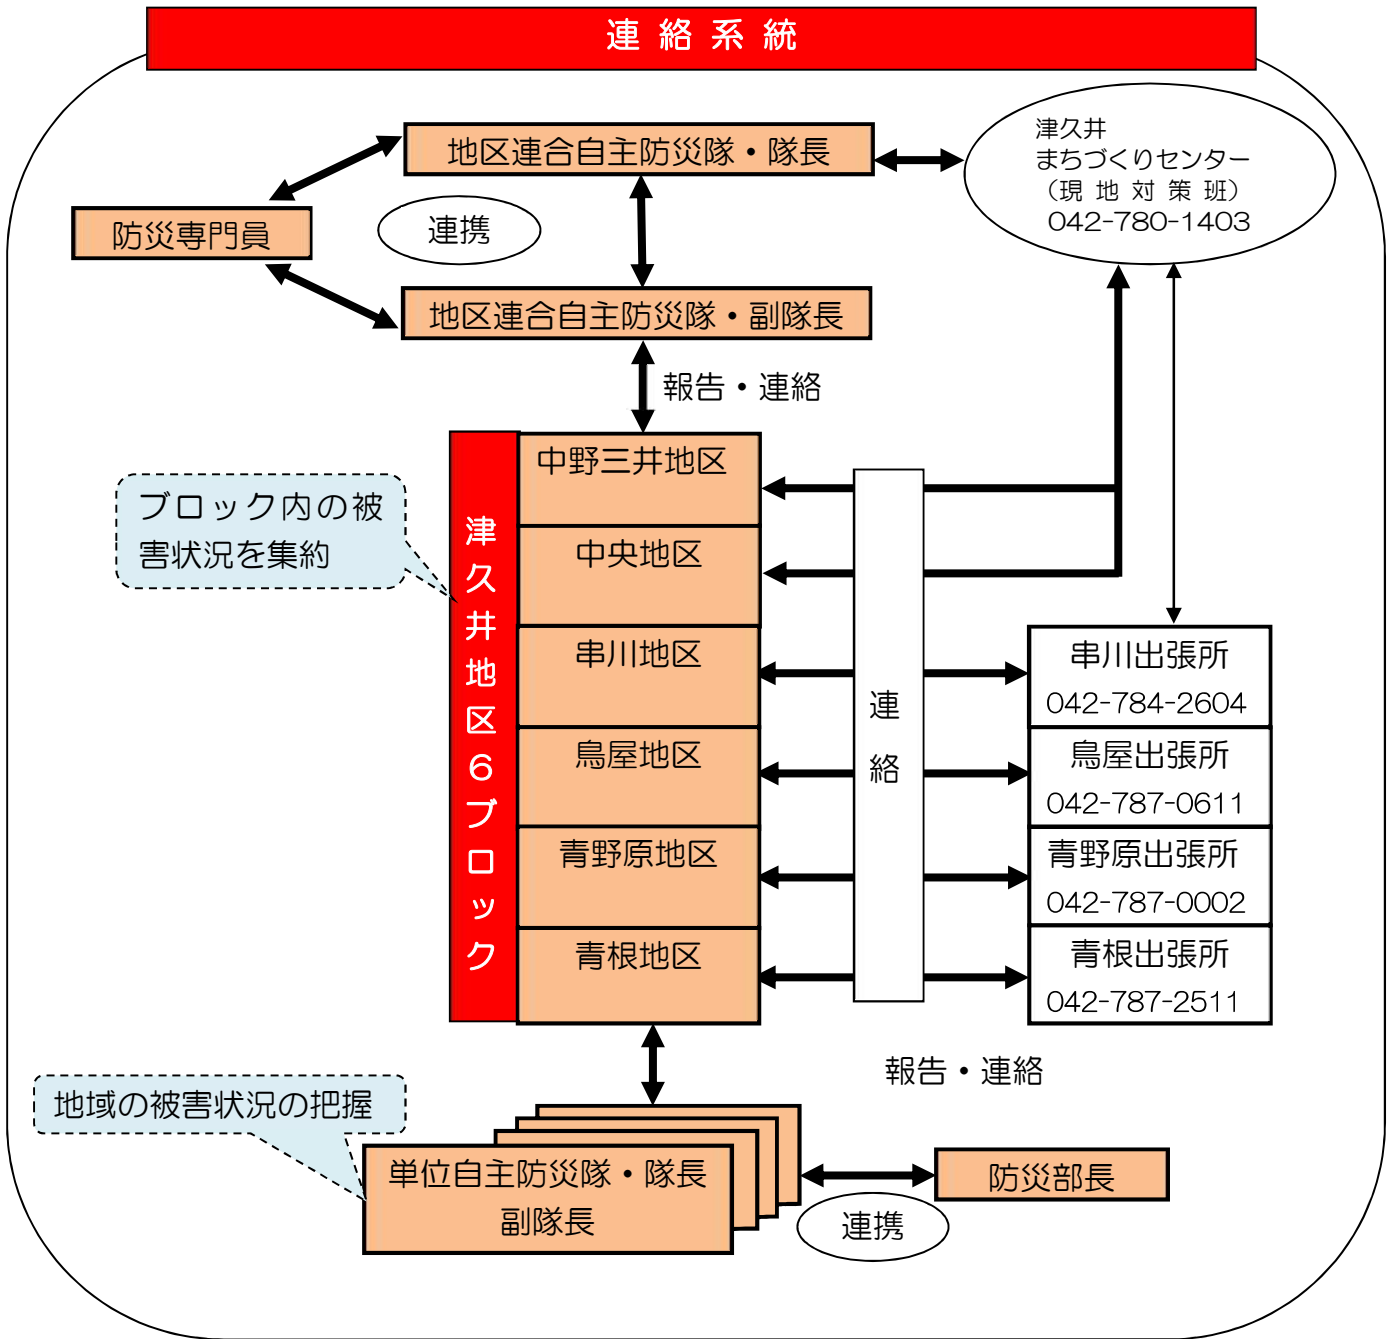 連絡系統
地区連合自主防災隊・隊長
津久井
まちづくりセンター
（現地対策班）
042-780-1403
防災専門員
連携
地区連合自主防災隊・副隊長
報告・連絡
津久井地区６ブロック
中野三井地区
中央地区
串川地区
鳥屋地区
青野原地区
青根地区
ブロック内の被
害状況を集約
連絡
串川出張所
042-784-2604
鳥屋出張所
042-787-0611
青野原出張所
042-787-0002
青根出張所
042-787-2511
報告・連絡
地域の被害状況の把握
単位自主防災隊・隊長
副隊長
連携
防災部長